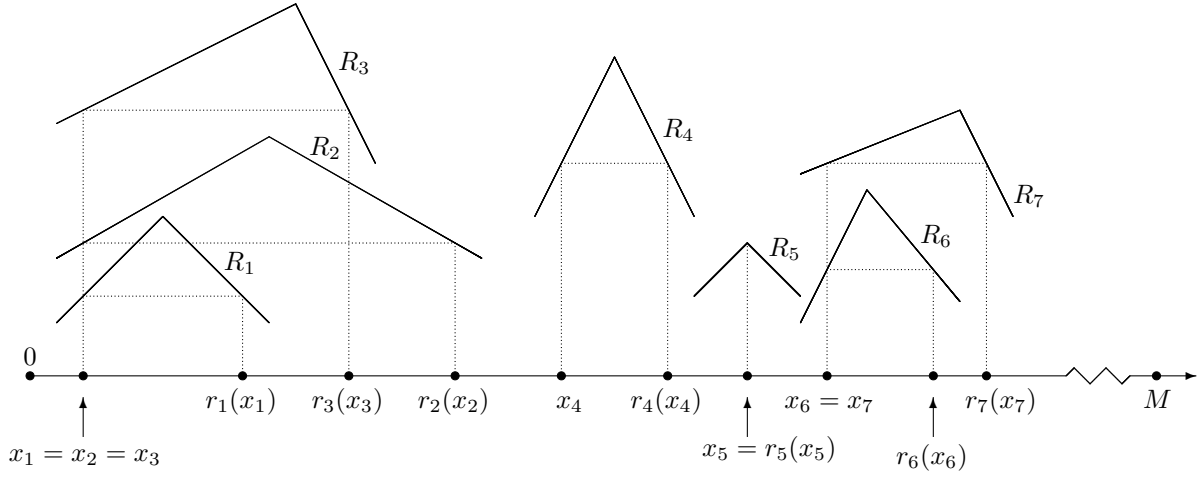 R₃
R₂
R₄
R₁
R₅
R₆
R₇
0
r₁(x₁) r₃(x₃) r₂(x₂) x₄ r₄(x₄) x₆ = x₇ r₇(x₇) M
x₁ = x₂ = x₃ x₅ = r₅(x₅) r₆(x₆)